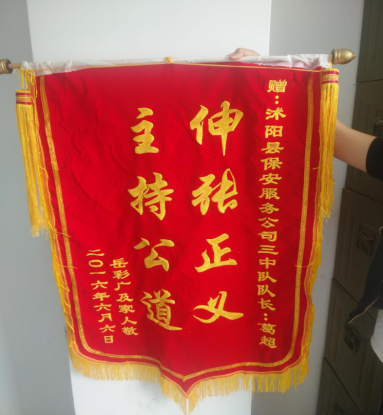 赠：沭阳县保安服务公司三中队队长：葛超
伸张正义
主持公道
岳彩广及家人敬
二〇一六年六月六日